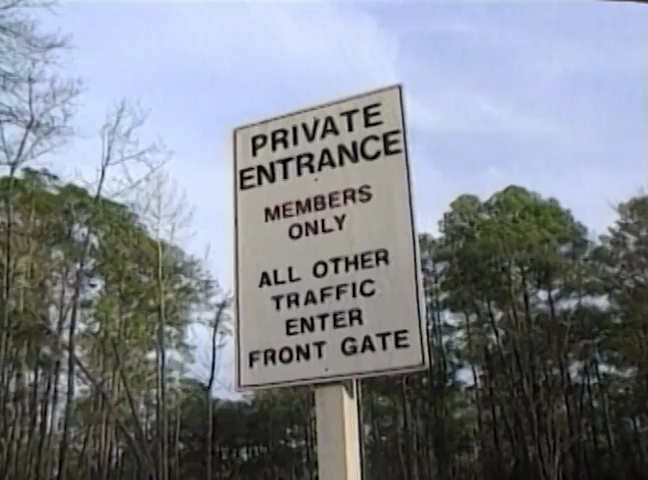 PRIVATE
ENTRANCE
MEMBERS
ONLY
ALL OTHER
TRAFFIC
ENTER
FRONT GATE